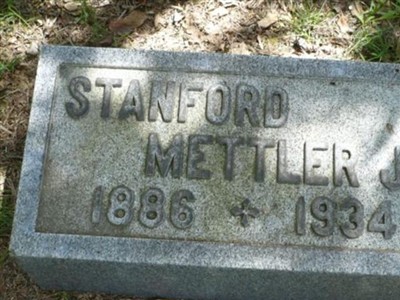 STANFORD
METTLER J
1886 + 1934